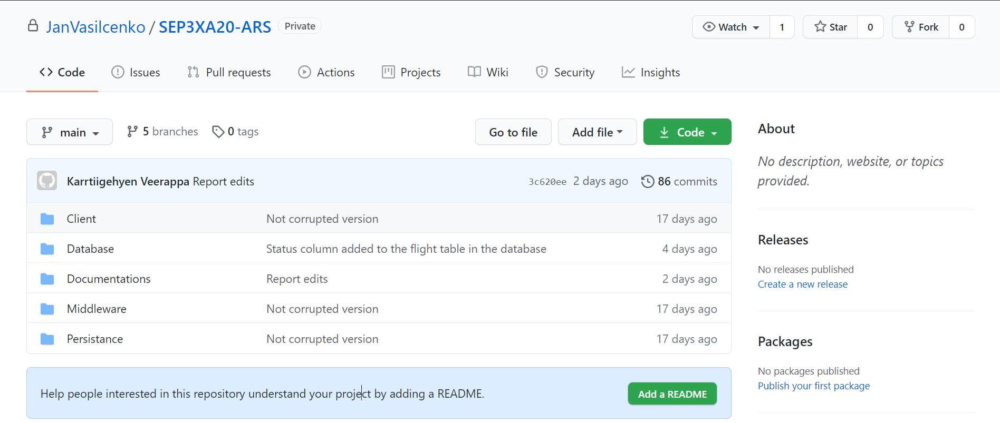 JanVasilcenko / SEP3XA20-ARS Private
Watch 1 Star 0 Fork 0
Code Issues Pull requests Actions Projects Wiki Security Insights
main 5 branches 0 tags Go to file Add file Code
Karrtiigehyen Veerappa Report edits 3c620ee 2 days ago 86 commits
Client Not corrupted version 17 days ago
Database Status column added to the flight table in the database 4 days ago
Documentations Report edits 2 days ago
Middleware Not corrupted version 17 days ago
Persistance Not corrupted version 17 days ago
Help people interested in this repository understand your project by adding a README. Add a README
About
No description, website, or topics
provided.
Releases
No releases published
Create a new release
Packages
No packages published
Publish your first package